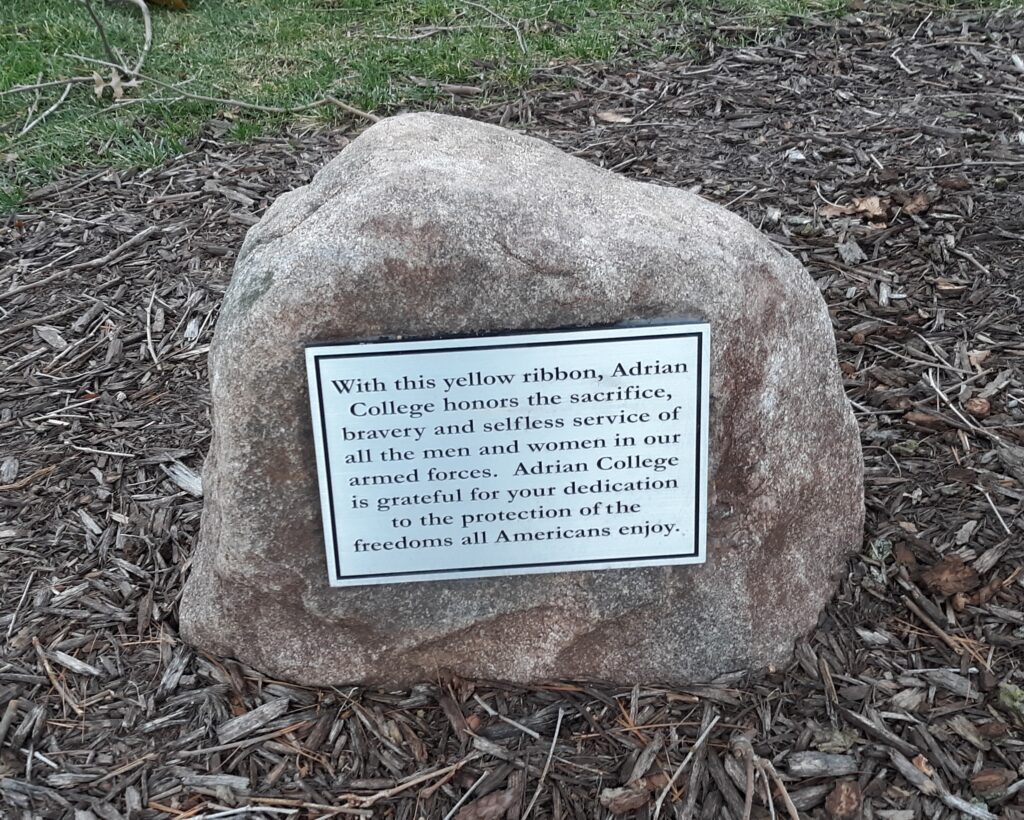 With this yellow ribbon, Adrian
College honors the sacrifice,
bravery and selfless service of
all the men and women in our
armed forces. Adrian College
is grateful for your dedication
to the protection of the
freedoms all Americans enjoy.